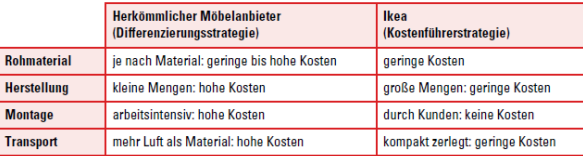 Herkömmlicher Möbelanbieter Ikea
(Differenzierungsstrategie) (Kostenführerstrategie)
Rohmaterial je nach Material: geringe bis hohe Kosten geringe Kosten
Herstellung kleine Mengen: hohe Kosten große Mengen: geringe Kosten
Montage arbeitsintensiv: hohe Kosten durch Kunden: keine Kosten
Transport mehr Luft als Material: hohe Kosten kompakt zerlegt: geringe Kosten